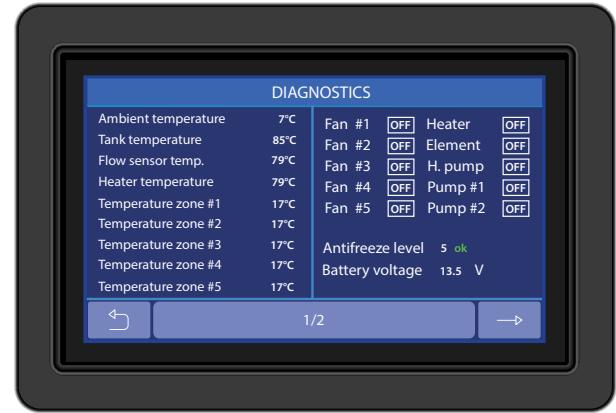 DIAGNOSTICS
Ambient temperature 7°C
Tank temperature 85°C
Flow sensor temp. 79°C
Heater temperature 79°C
Temperature zone #1 17°C
Temperature zone #2 17°C
Temperature zone #3 17°C
Temperature zone #4 17°C
Temperature zone #5 17°C
Fan #1 OFF Heater OFF
Fan #2 OFF Element OFF
Fan #3 OFF H. pump OFF
Fan #4 OFF Pump #1 OFF
Fan #5 OFF Pump #2 OFF
Antifreeze level 5 ok
Battery voltage 13.5 V
1/2